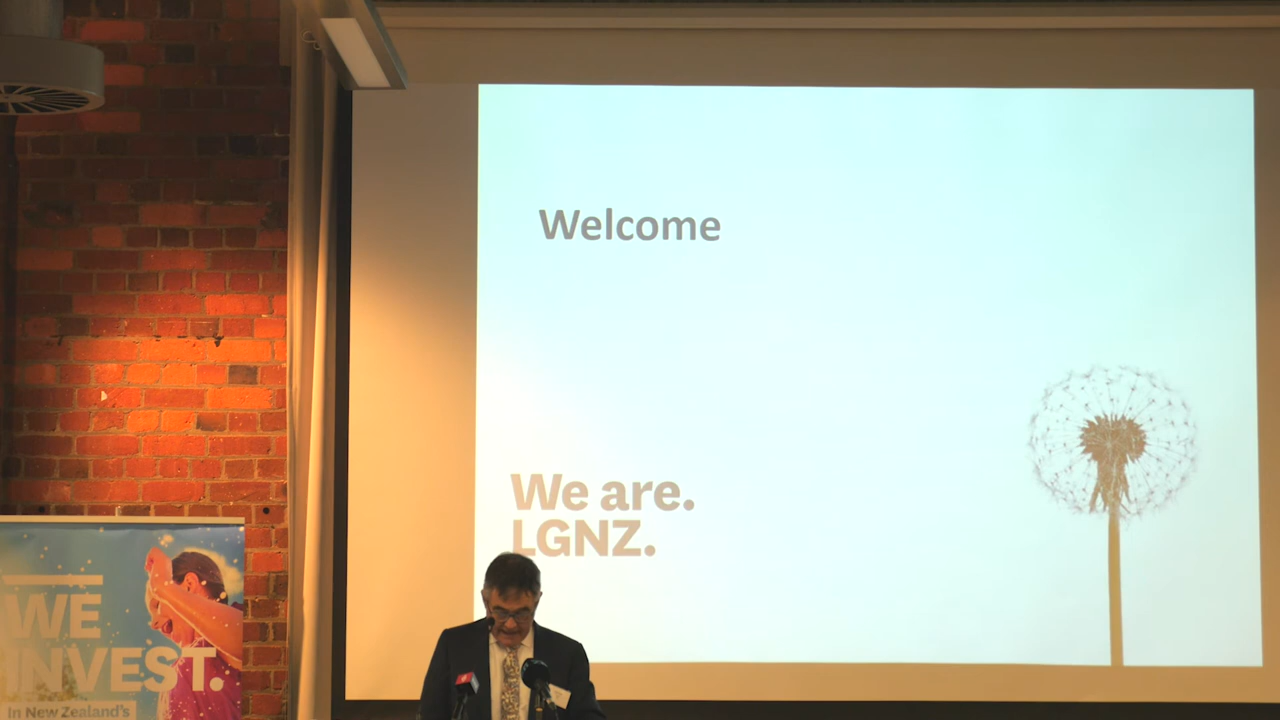 Welcome
We are.
LGNZ.
WE
INVEST.
In New Zealand's